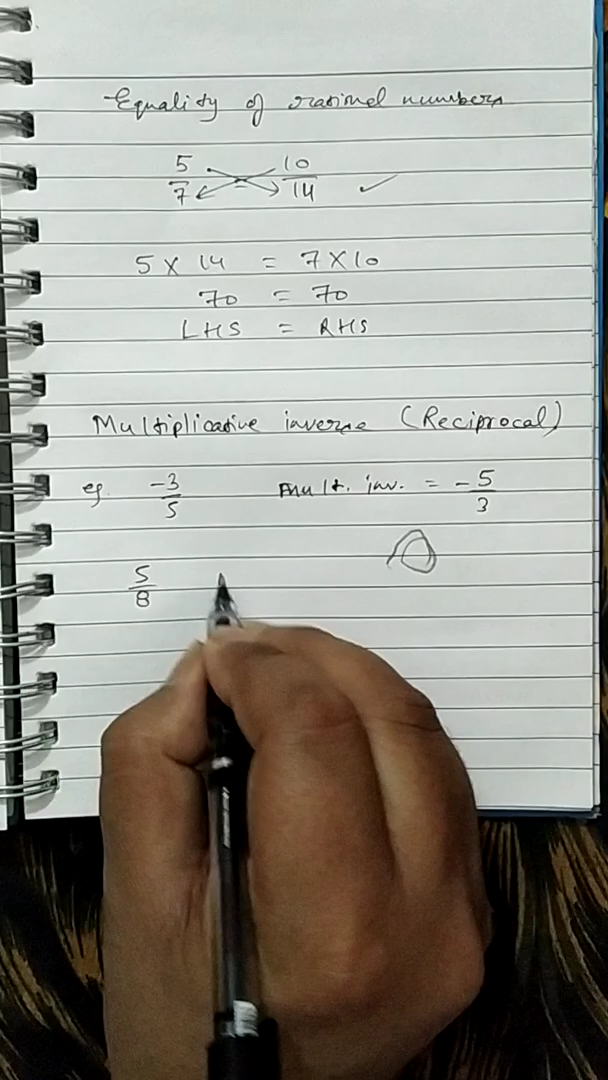 Equality of rational numbers
5/7 10/14 ✓
5 × 14 = 7 × 10
70 = 70
LHS = RHS
Multiplicative inverse (Reciprocal)
eg. -3/5 mult. inv. = -5/3
5/8